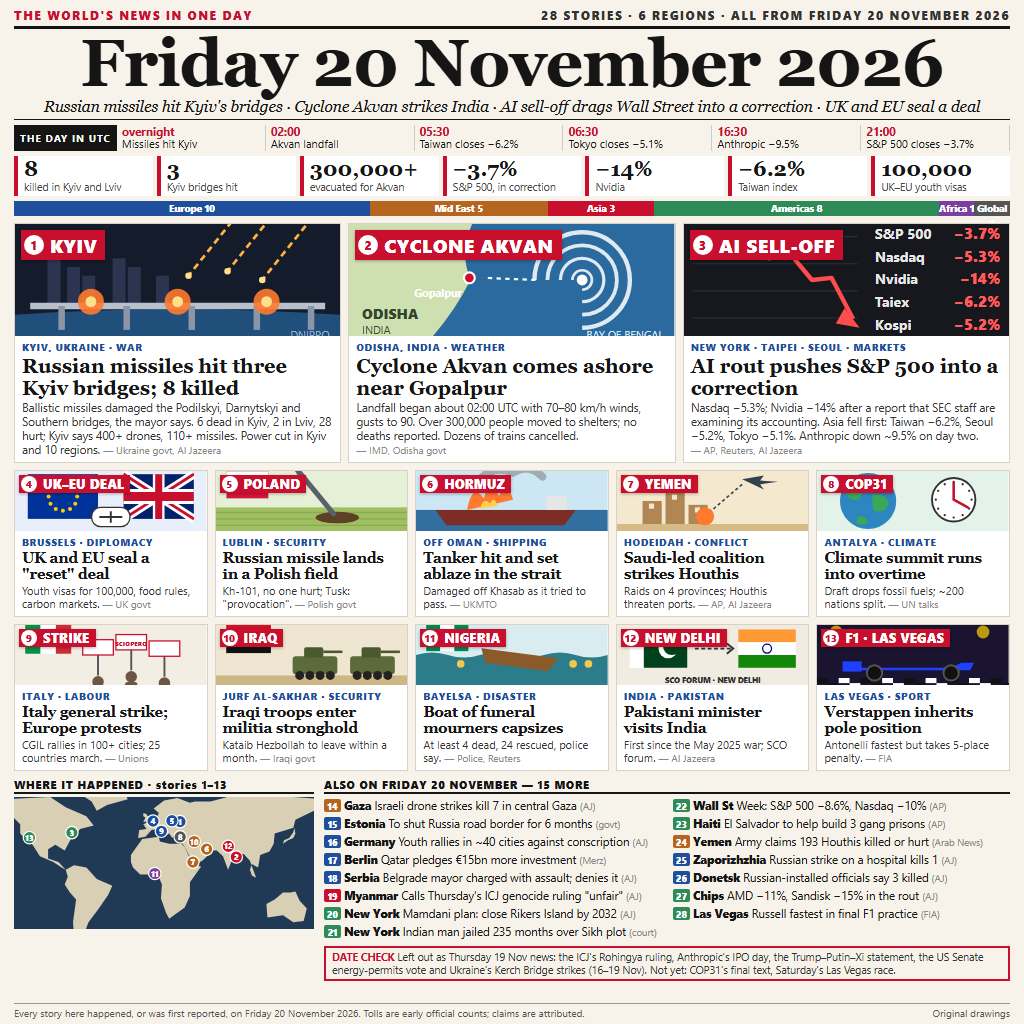 THE WORLD'S NEWS IN ONE DAY
28 STORIES · 6 REGIONS · ALL FROM FRIDAY 20 NOVEMBER 2026
Friday 20 November 2026
Russian missiles hit Kyiv's bridges · Cyclone Akvan strikes India · AI sell-off drags Wall Street into a correction · UK and EU seal a deal
THE DAY IN UTC
overnight
Missiles hit Kyiv
02:00
Akvan landfall
05:30
Taiwan closes −6.2%
06:30
Tokyo closes −5.1%
16:30
Anthropic −9.5%
21:00
S&P 500 closes −3.7%
8
killed in Kyiv and Lviv
3
Kyiv bridges hit
300,000+
evacuated for Akvan
−3.7%
S&P 500, in correction
−14%
Nvidia
−6.2%
Taiwan index
100,000
UK–EU youth visas
Europe 10
Mid East 5
Asia 3
Americas 8
Africa 1
Global
1 KYIV
DNIPRO
KYIV, UKRAINE · WAR
Russian missiles hit three
Kyiv bridges; 8 killed
Ballistic missiles damaged the Podilskyi, Darnytskyi and
Southern bridges, the mayor says. 6 dead in Kyiv, 2 in Lviv, 28
hurt; Kyiv says 400+ drones, 110+ missiles. Power cut in Kyiv
and 10 regions. — Ukraine govt, Al Jazeera
2 CYCLONE AKVAN
Gopalpur
ODISHA
INDIA
BAY OF BENGAL
ODISHA, INDIA · WEATHER
Cyclone Akvan comes ashore
near Gopalpur
Landfall began about 02:00 UTC with 70–80 km/h winds,
gusts to 90. Over 300,000 people moved to shelters; no
deaths reported. Dozens of trains cancelled.
— IMD, Odisha govt
3 AI SELL-OFF
S&P 500 −3.7%
Nasdaq −5.3%
Nvidia −14%
Taiex −6.2%
Kospi −5.2%
NEW YORK · TAIPEI · SEOUL · MARKETS
AI rout pushes S&P 500 into a
correction
Nasdaq −5.3%; Nvidia −14% after a report that SEC staff are
examining its accounting. Asia fell first: Taiwan −6.2%, Seoul
−5.2%, Tokyo −5.1%. Anthropic down ~9.5% on day two.
— AP, Reuters, Al Jazeera
4 UK–EU DEAL
BRUSSELS · DIPLOMACY
UK and EU seal a
"reset" deal
Youth visas for 100,000, food rules,
carbon markets. — UK govt
5 POLAND
LUBLIN · SECURITY
Russian missile lands
in a Polish field
Kh-101, no one hurt; Tusk:
"provocation". — Polish govt
6 HORMUZ
OFF OMAN · SHIPPING
Tanker hit and set
ablaze in the strait
Damaged off Khasab as it tried to
pass. — UKMTO
7 YEMEN
HODEIDAH · CONFLICT
Saudi-led coalition
strikes Houthis
Raids on 4 provinces; Houthis
threaten ports. — AP, Al Jazeera
8 COP31
ANTALYA · CLIMATE
Climate summit runs
into overtime
Draft drops fossil fuels; ~200
nations split. — UN talks
9 STRIKE
SCIOPERO
ITALY · LABOUR
Italy general strike;
Europe protests
CGIL rallies in 100+ cities; 25
countries march. — Unions
10 IRAQ
JURF AL-SAKHAR · SECURITY
Iraqi troops enter
militia stronghold
Kataib Hezbollah to leave within a
month. — Iraqi govt
11 NIGERIA
BAYELSA · DISASTER
Boat of funeral
mourners capsizes
At least 4 dead, 24 rescued, police
say. — Police, Reuters
12 NEW DELHI
SCO FORUM · NEW DELHI
INDIA · PAKISTAN
Pakistani minister
visits India
First since the May 2025 war; SCO
forum. — Al Jazeera
13 F1 · LAS VEGAS
LAS VEGAS · SPORT
Verstappen inherits
pole position
Antonelli fastest but takes 5-place
penalty. — FIA
WHERE IT HAPPENED · stories 1–13
13
3
4
5
1
9
8
10
6
7
12
2
11
ALSO ON FRIDAY 20 NOVEMBER — 15 MORE
14 Gaza Israeli drone strikes kill 7 in central Gaza (AJ)
15 Estonia To shut Russia road border for 6 months (govt)
16 Germany Youth rallies in ~40 cities against conscription (AJ)
17 Berlin Qatar pledges €15bn more investment (Merz)
18 Serbia Belgrade mayor charged with assault; denies it (AJ)
19 Myanmar Calls Thursday's ICJ genocide ruling "unfair" (AJ)
20 New York Mamdani plan: close Rikers Island by 2032 (AJ)
21 New York Indian man jailed 235 months over Sikh plot (court)
22 Wall St Week: S&P 500 −8.6%, Nasdaq −10% (AP)
23 Haiti El Salvador to help build 3 gang prisons (AP)
24 Yemen Army claims 193 Houthis killed or hurt (Arab News)
25 Zaporizhzhia Russian strike on a hospital kills 1 (AJ)
26 Donetsk Russian-installed officials say 3 killed (AJ)
27 Chips AMD −11%, Sandisk −15% in the rout (AJ)
28 Las Vegas Russell fastest in final F1 practice (FIA)
DATE CHECK Left out as Thursday 19 Nov news: the ICJ's Rohingya ruling, Anthropic's IPO day, the Trump–Putin–Xi statement, the US Senate
energy-permits vote and Ukraine's Kerch Bridge strikes (16–19 Nov). Not yet: COP31's final text, Saturday's Las Vegas race.
Every story here happened, or was first reported, on Friday 20 November 2026. Tolls are early official counts; claims are attributed.
Original drawings